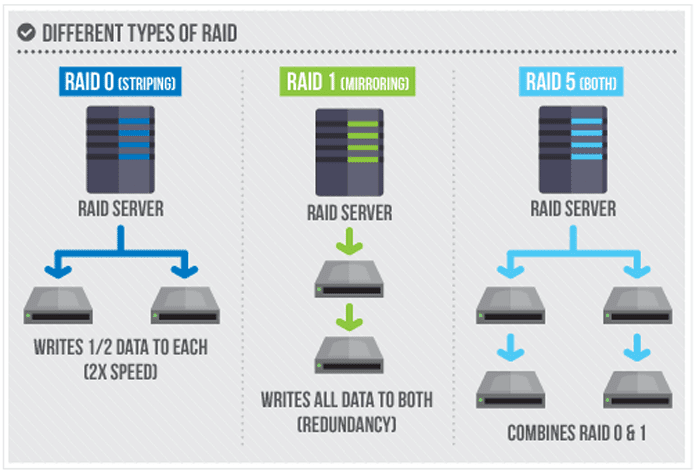 DIFFERENT TYPES OF RAID
RAID 0 (STRIPING)
RAID SERVER
WRITES 1/2 DATA TO EACH
(2X SPEED)
RAID 1 (MIRRORING)
RAID SERVER
WRITES ALL DATA TO BOTH
(REDUNDANCY)
RAID 5 (BOTH)
RAID SERVER
COMBINES RAID 0 & 1